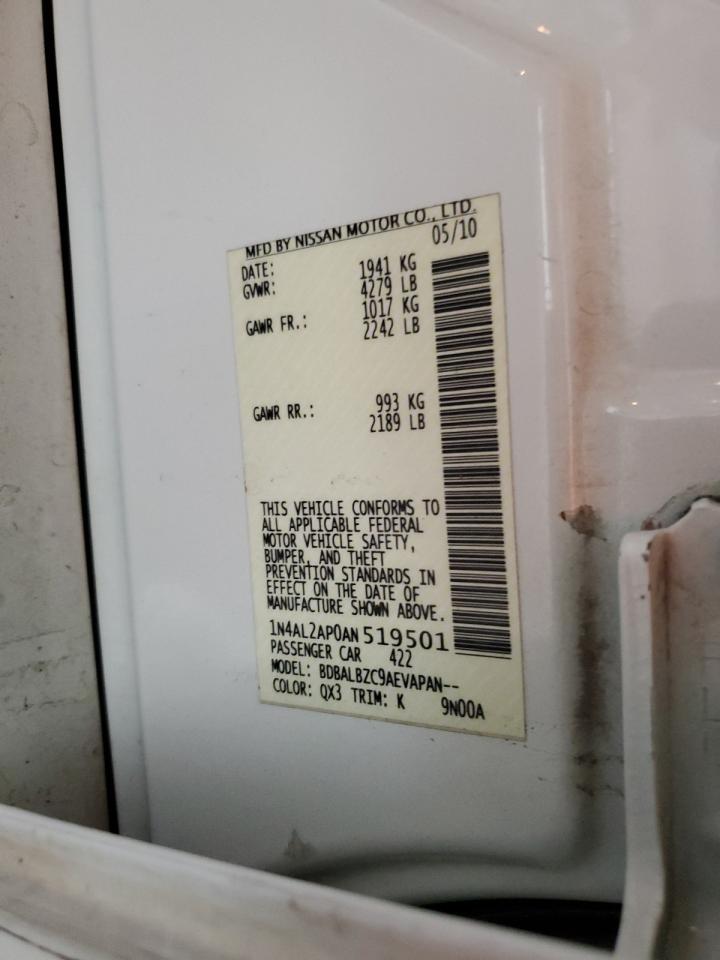 MFD BY NISSAN MOTOR CO., LTD.
DATE: 05/10
GVWR: 1941 KG
4279 LB
GAWR FR.: 1017 KG
2242 LB
GAWR RR.: 993 KG
2189 LB
THIS VEHICLE CONFORMS TO
ALL APPLICABLE FEDERAL
MOTOR VEHICLE SAFETY,
BUMPER, AND THEFT
PREVENTION STANDARDS IN
EFFECT ON THE DATE OF
MANUFACTURE SHOWN ABOVE.
1N4AL2AP0AN519501
PASSENGER CAR 422
MODEL: BDBALBZC9AEVAPAN--
COLOR: QX3 TRIM: K 9N00A